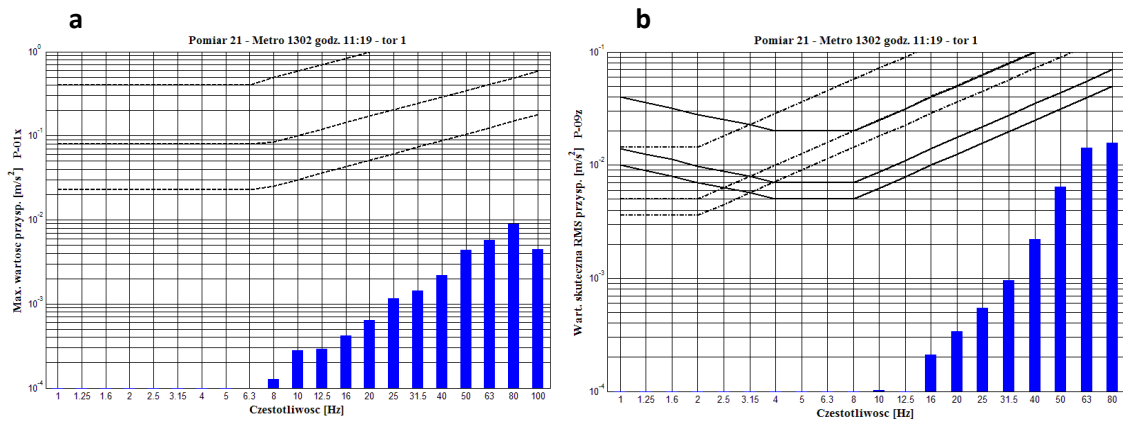 a
Pomiar 21 - Metro 1302 godz. 11:19 - tor 1
Max. wartosc przysp. [m/s²] P-01x
10⁰
10⁻¹
10⁻²
10⁻³
10⁻⁴
1 1.25 1.6 2 2.5 3.15 4 5 6.3 8 10 12.5 16 20 25 31.5 40 50 63 80 100
Czestotliwosc [Hz]
b
Pomiar 21 - Metro 1302 godz. 11:19 - tor 1
Wart. skuteczna RMS przysp. [m/s²] P-09z
10⁻¹
10⁻²
10⁻³
10⁻⁴
1 1.25 1.6 2 2.5 3.15 4 5 6.3 8 10 12.5 16 20 25 31.5 40 50 63 80
Czestotliwosc [Hz]